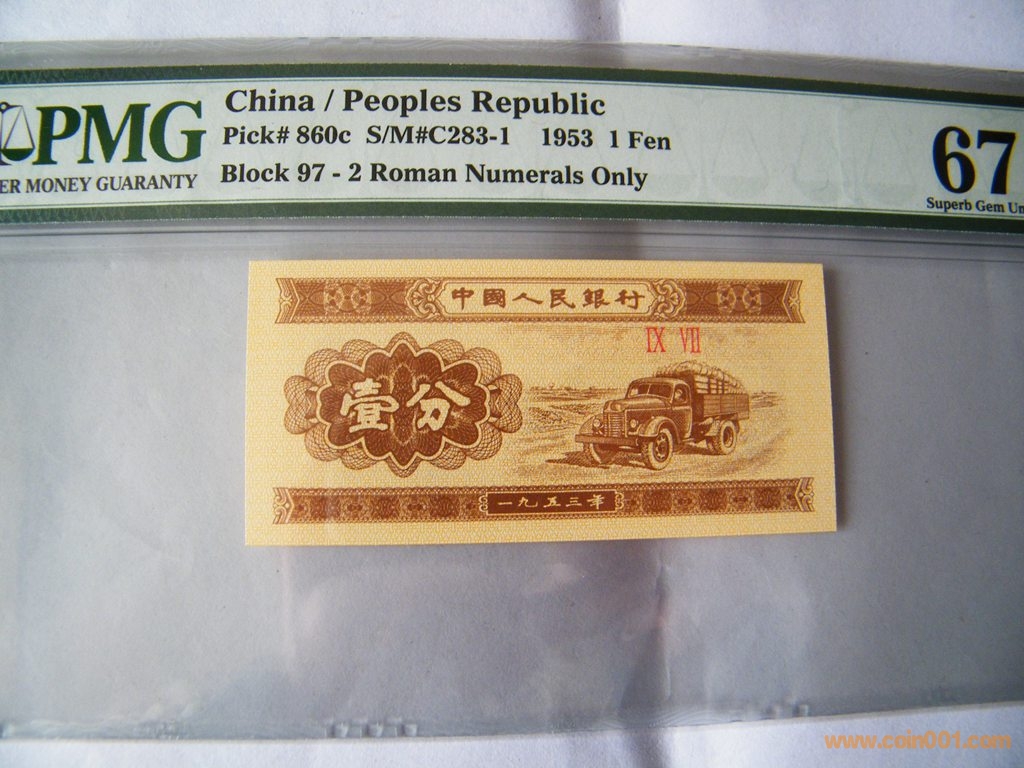 PMG
ER MONEY GUARANTY
China / Peoples Republic
Pick# 860c S/M#C283-1 1953 1 Fen
Block 97 - 2 Roman Numerals Only
67
Superb Gem Un
中國人民銀行
IX VII
壹分
一九五三年
www.coin001.com